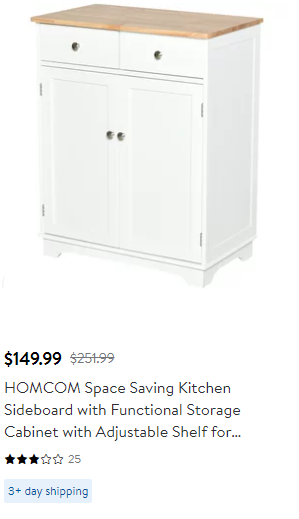 $149.99 $251.99
HOMCOM Space Saving Kitchen
Sideboard with Functional Storage
Cabinet with Adjustable Shelf for...
25
3+ day shipping